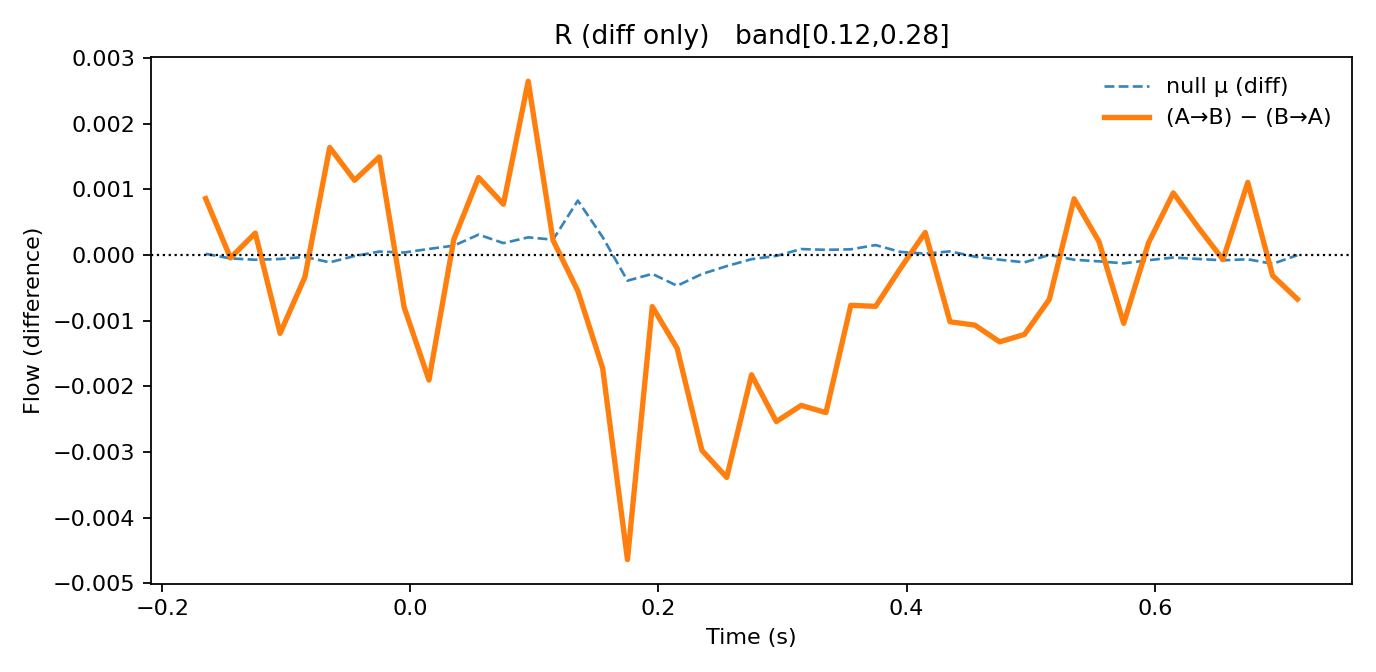 R (diff only)   band[0.12,0.28]
0.003
0.002
0.001
0.000
−0.001
−0.002
−0.003
−0.004
−0.005
Flow (difference)
null μ (diff)
(A→B) − (B→A)
−0.2
0.0
0.2
0.4
0.6
Time (s)